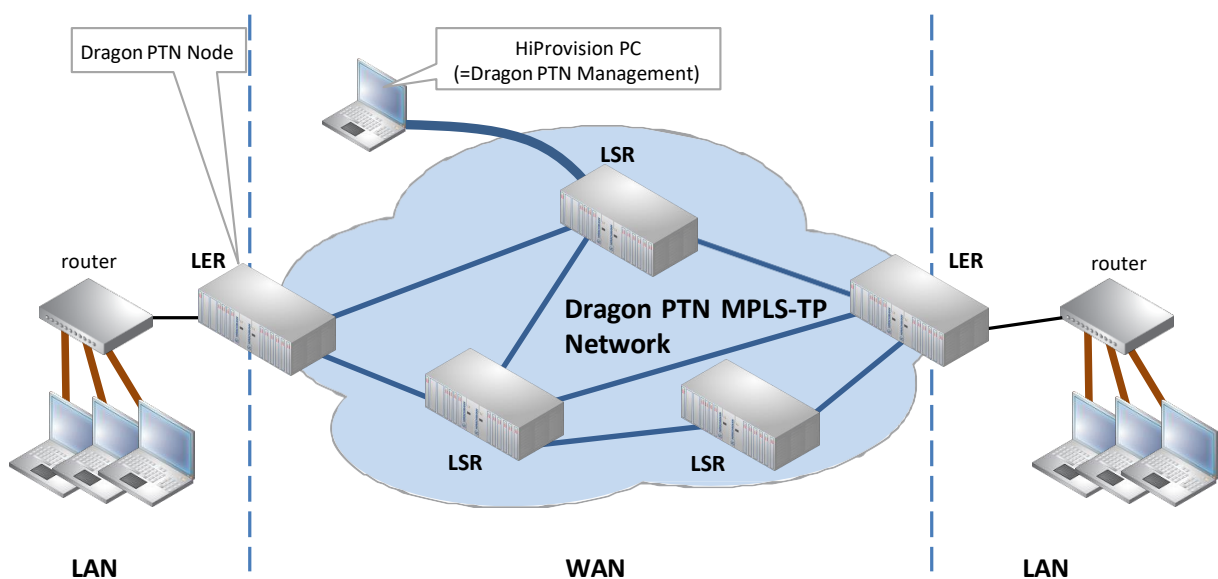 Dragon PTN Node
HiProvision PC
(=Dragon PTN Management)
LSR
router
LER
LER
router
Dragon PTN MPLS-TP
Network
LSR
LSR
LAN
WAN
LAN